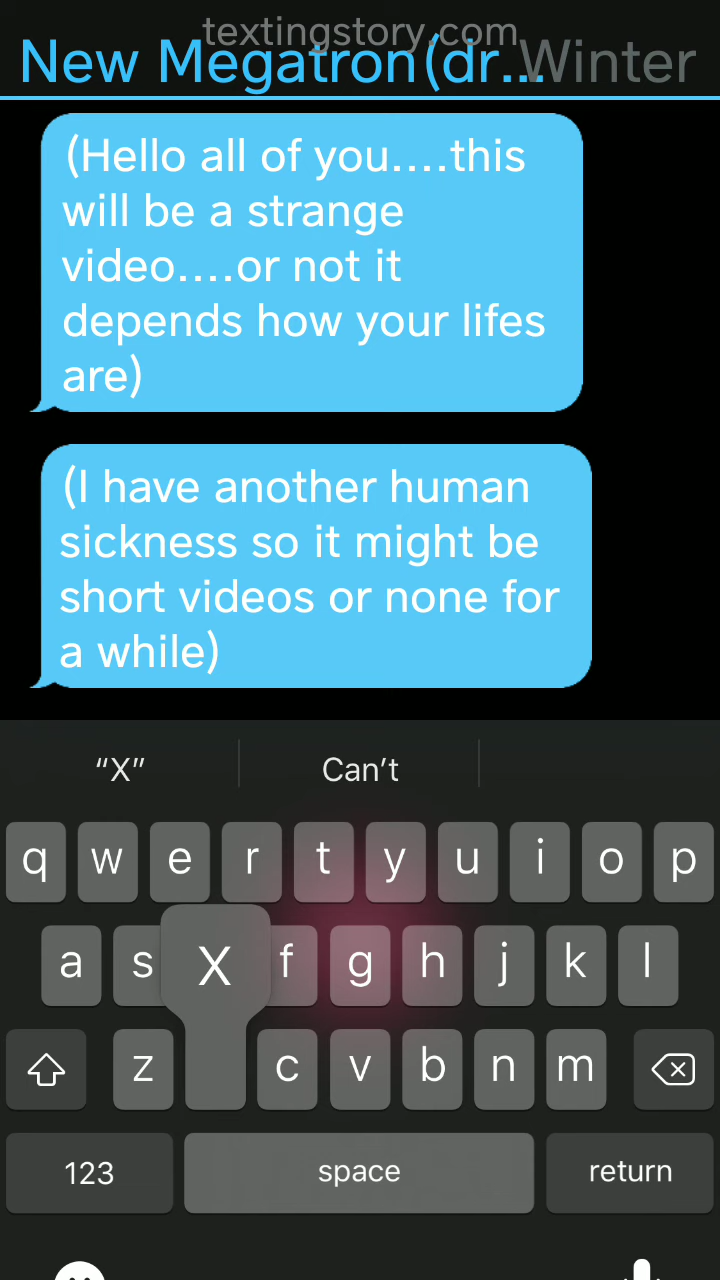 textingstory.com
New Megatron(dr... Winter
(Hello all of you....this
will be a strange
video....or not it
depends how your lifes
are)
(I have another human
sickness so it might be
short videos or none for
a while)
“X” Can’t
q w e r t y u i o p
a s X f g h j k l
z c v b n m
123 space return